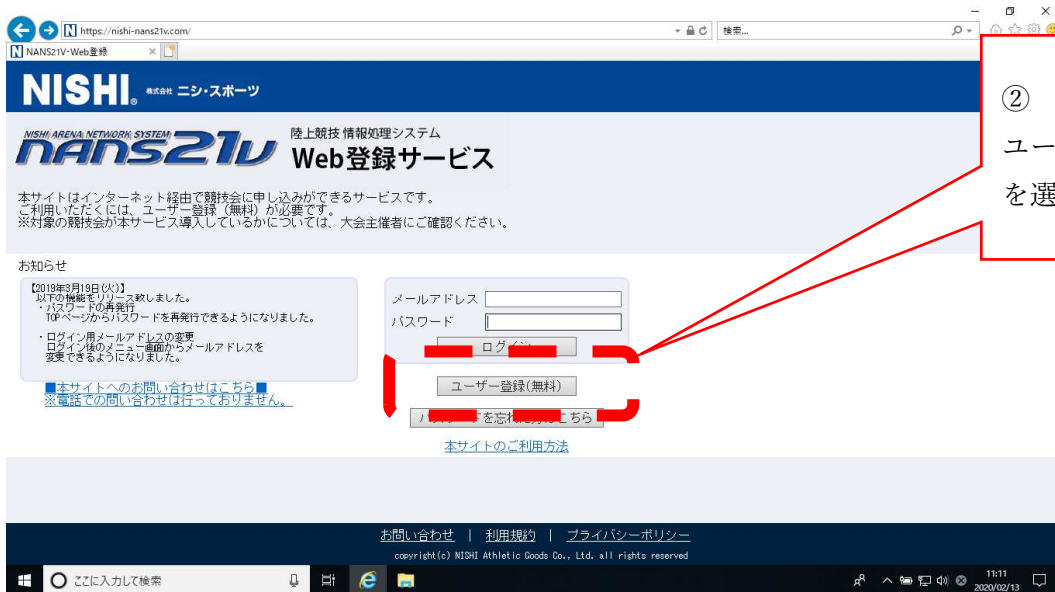 https://nishi-nans21v.com/
検索...
NANS21V・Web登録
NISHI® 株式会社 ニシ・スポーツ
②
ユー
を選
NISHI ARENA NETWORK SYSTEM
nans21v
陸上競技 情報処理システム
Web登録サービス
本サイトはインターネット経由で競技会に申し込みができるサービスです。
ご利用いただくには、ユーザー登録（無料）が必要です。
※対象の競技会が本サービス導入しているかについては、大会主催者にご確認ください。
お知らせ
【2019年3月19日(火)】
以下の機能をリリース致しました。
・パスワードの再発行
TOPページからパスワードを再発行できるようになりました。
・ログイン用メールアドレスの変更
ログイン後のメニュー画面からメールアドレスを
変更できるようになりました。
■本サイトへのお問い合わせはこちら■
※電話での問い合わせは行っておりません。
メールアドレス
パスワード
ログイン
ユーザー登録(無料)
パスワードを忘れた方はこちら
本サイトのご利用方法
お問い合わせ | 利用規約 | プライバシーポリシー
copyright(c) NISHI Athletic Goods Co., Ltd. all rights reserved
ここに入力して検索
11:11
2020/02/13